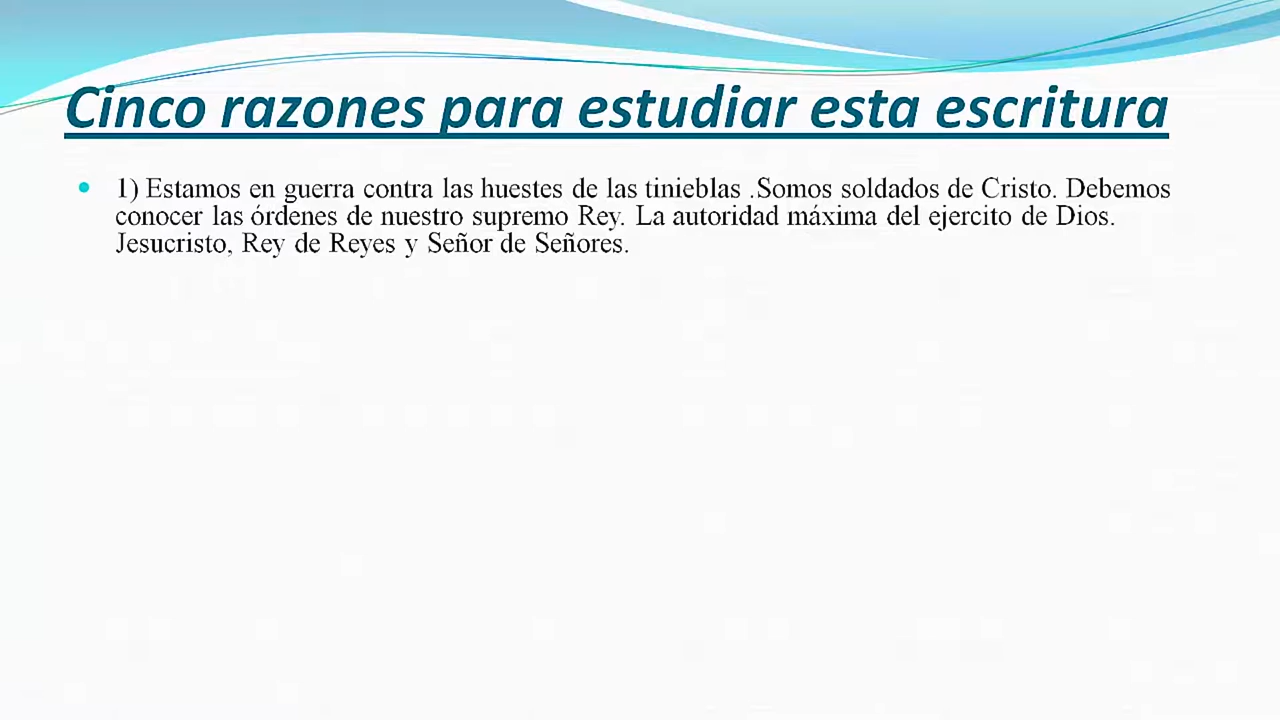 Cinco razones para estudiar esta escritura
1) Estamos en guerra contra las huestes de las tinieblas .Somos soldados de Cristo. Debemos
conocer las órdenes de nuestro supremo Rey. La autoridad máxima del ejercito de Dios.
Jesucristo, Rey de Reyes y Señor de Señores.